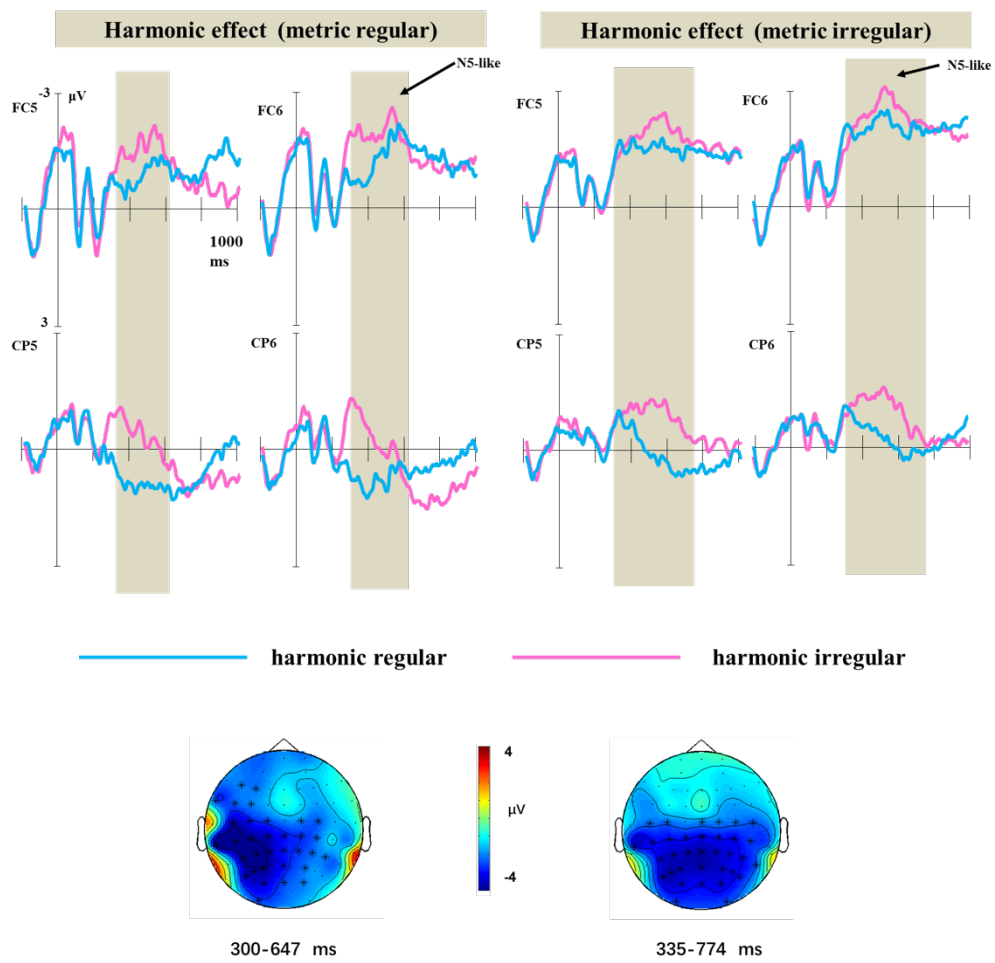 Harmonic effect (metric regular)
Harmonic effect (metric irregular)
N5-like
N5-like
-3
µV
FC5
FC6
FC5
FC6
1000
ms
3
CP5
CP6
CP5
CP6
harmonic regular
harmonic irregular
4
µV
-4
300-647 ms
335-774 ms